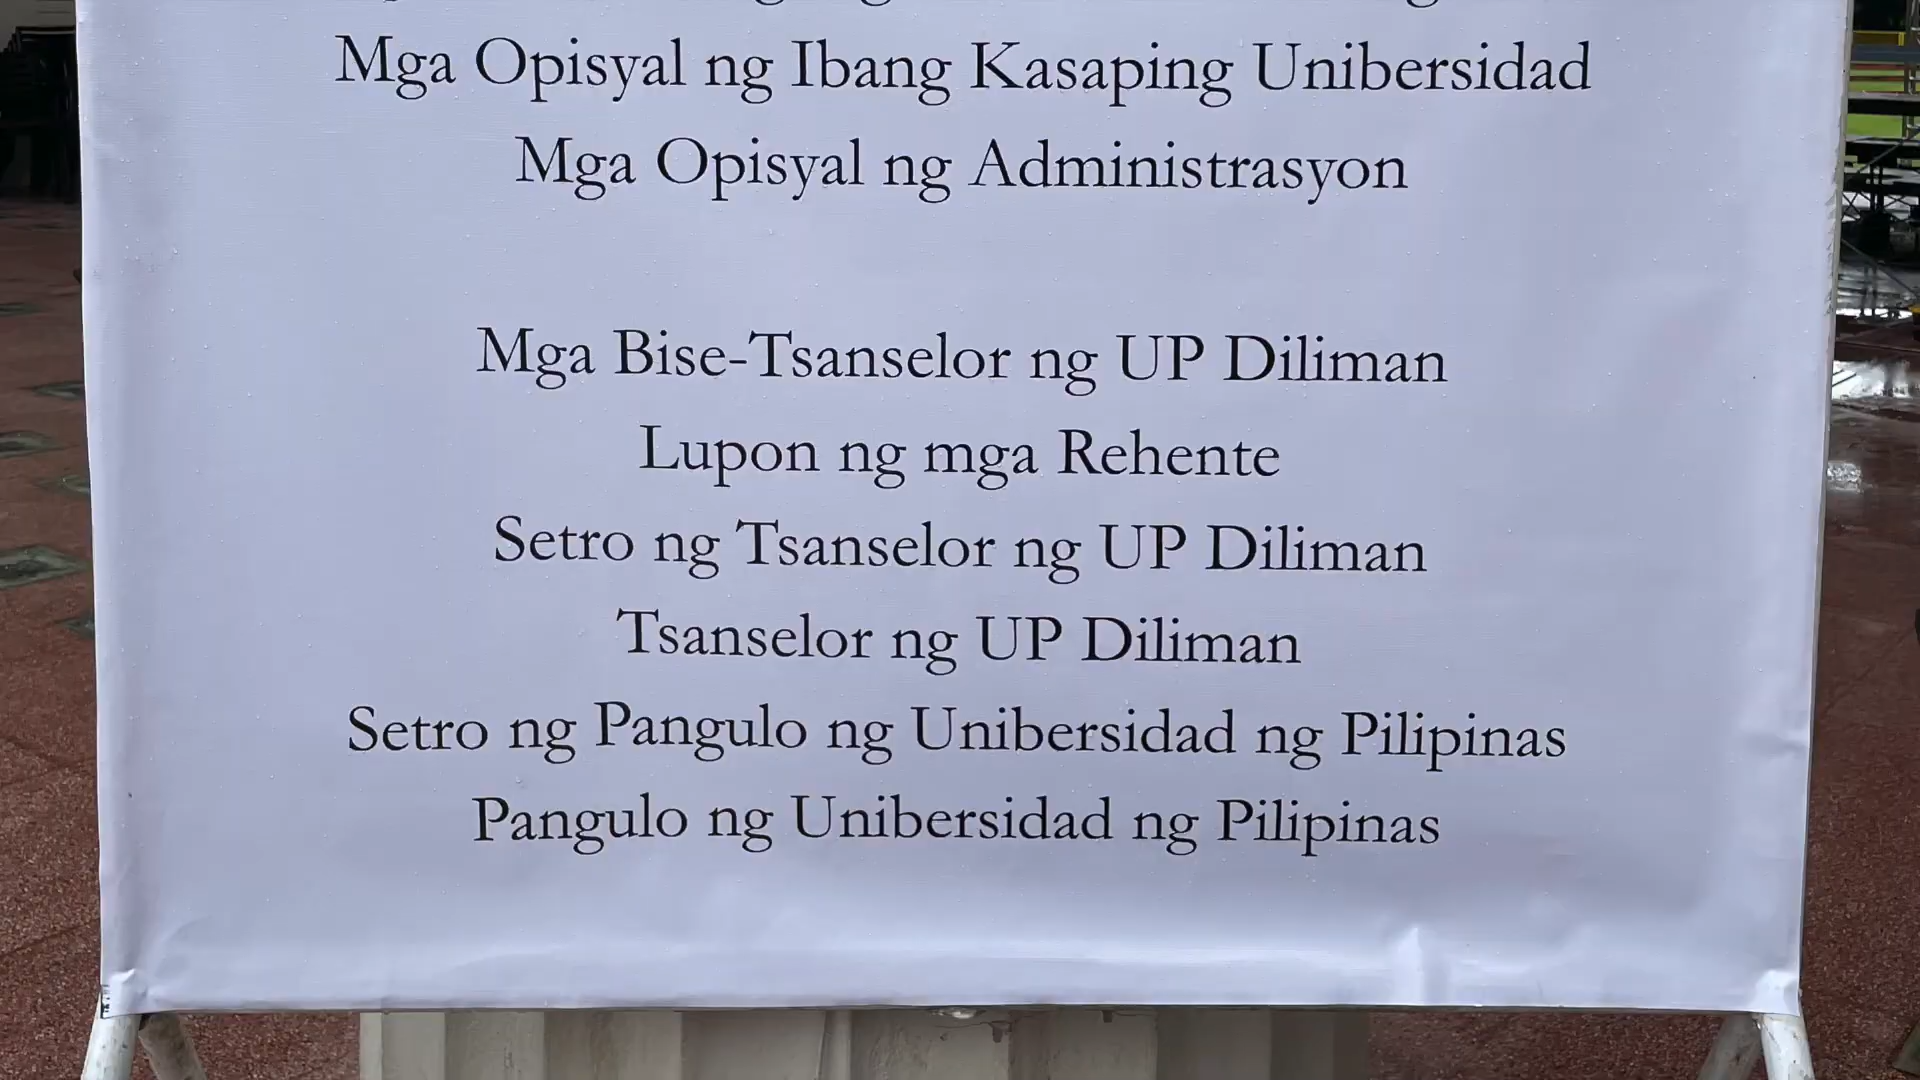 Mga Opisyal ng Ibang Kasaping Unibersidad
Mga Opisyal ng Administrasyon
Mga Bise-Tsanselor ng UP Diliman
Lupon ng mga Rehente
Setro ng Tsanselor ng UP Diliman
Tsanselor ng UP Diliman
Setro ng Pangulo ng Unibersidad ng Pilipinas
Pangulo ng Unibersidad ng Pilipinas